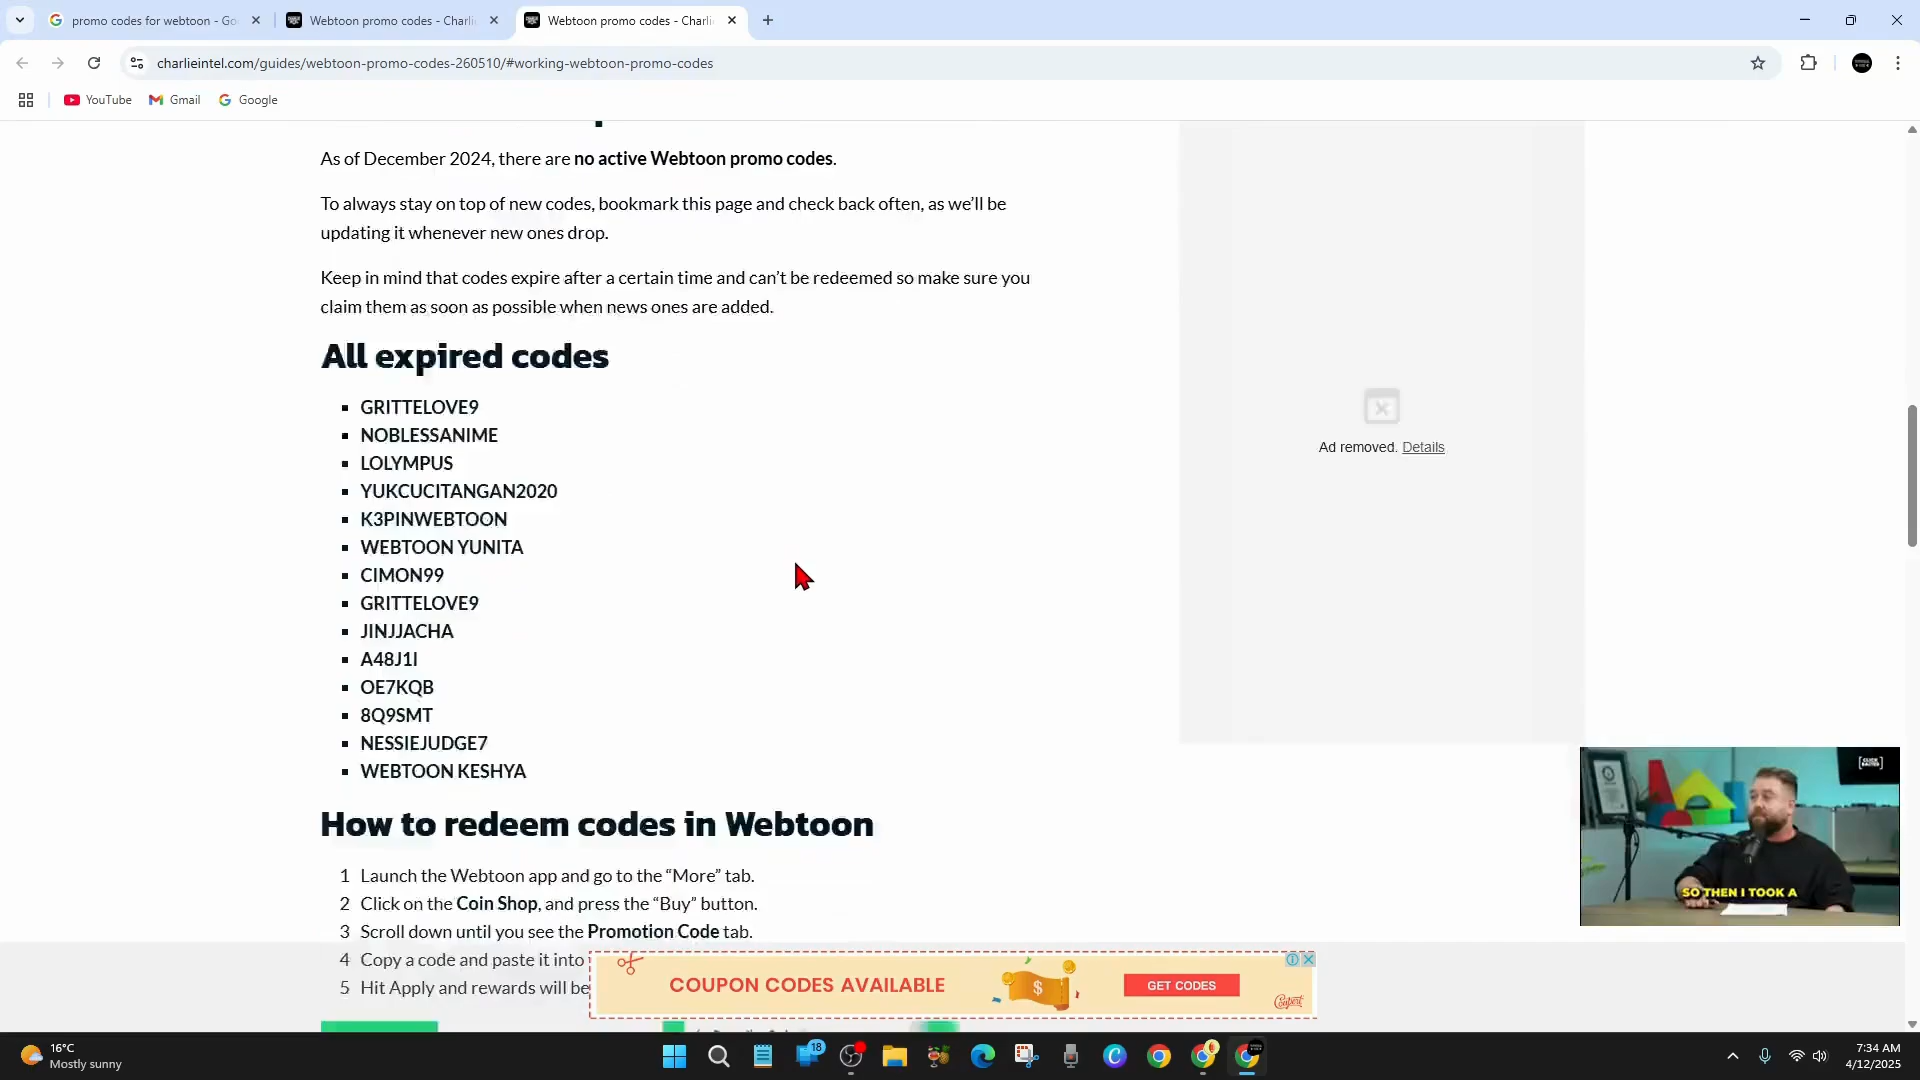 promo codes for webtoon - Go
Webtoon promo codes - Charli
Webtoon promo codes - Charli
charlieintel.com/guides/webtoon-promo-codes-260510/#working-webtoon-promo-codes
YouTube
Gmail
Google
As of December 2024, there are no active Webtoon promo codes.
To always stay on top of new codes, bookmark this page and check back often, as we'll be
updating it whenever new ones drop.
Keep in mind that codes expire after a certain time and can't be redeemed so make sure you
claim them as soon as possible when news ones are added.
All expired codes
GRITTELOVE9
NOBLESSANIME
LOLYMPUS
YUKCUCITANGAN2020
K3PINWEBTOON
WEBTOON YUNITA
CIMON99
GRITTELOVE9
JINJJACHA
A48J1I
OE7KQB
8Q9SMT
NESSIEJUDGE7
WEBTOON KESHYA
Ad removed. Details
How to redeem codes in Webtoon
1 Launch the Webtoon app and go to the “More” tab.
2 Click on the Coin Shop, and press the “Buy” button.
3 Scroll down until you see the Promotion Code tab.
4 Copy a code and paste it into
5 Hit Apply and rewards will be
COUPON CODES AVAILABLE
$
GET CODES
Coupert
SO THEN I TOOK A
16°C
Mostly sunny
18
7:34 AM
4/12/2025